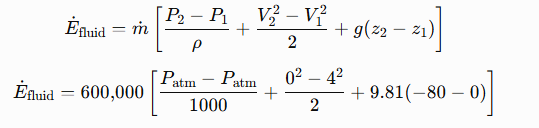 Ė_fluid = ṁ [ (P₂ − P₁)/ρ + (V₂² − V₁²)/2 + g(z₂ − z₁) ]
Ė_fluid = 600,000 [ (P_atm − P_atm)/1000 + (0² − 4²)/2 + 9.81(−80 − 0) ]